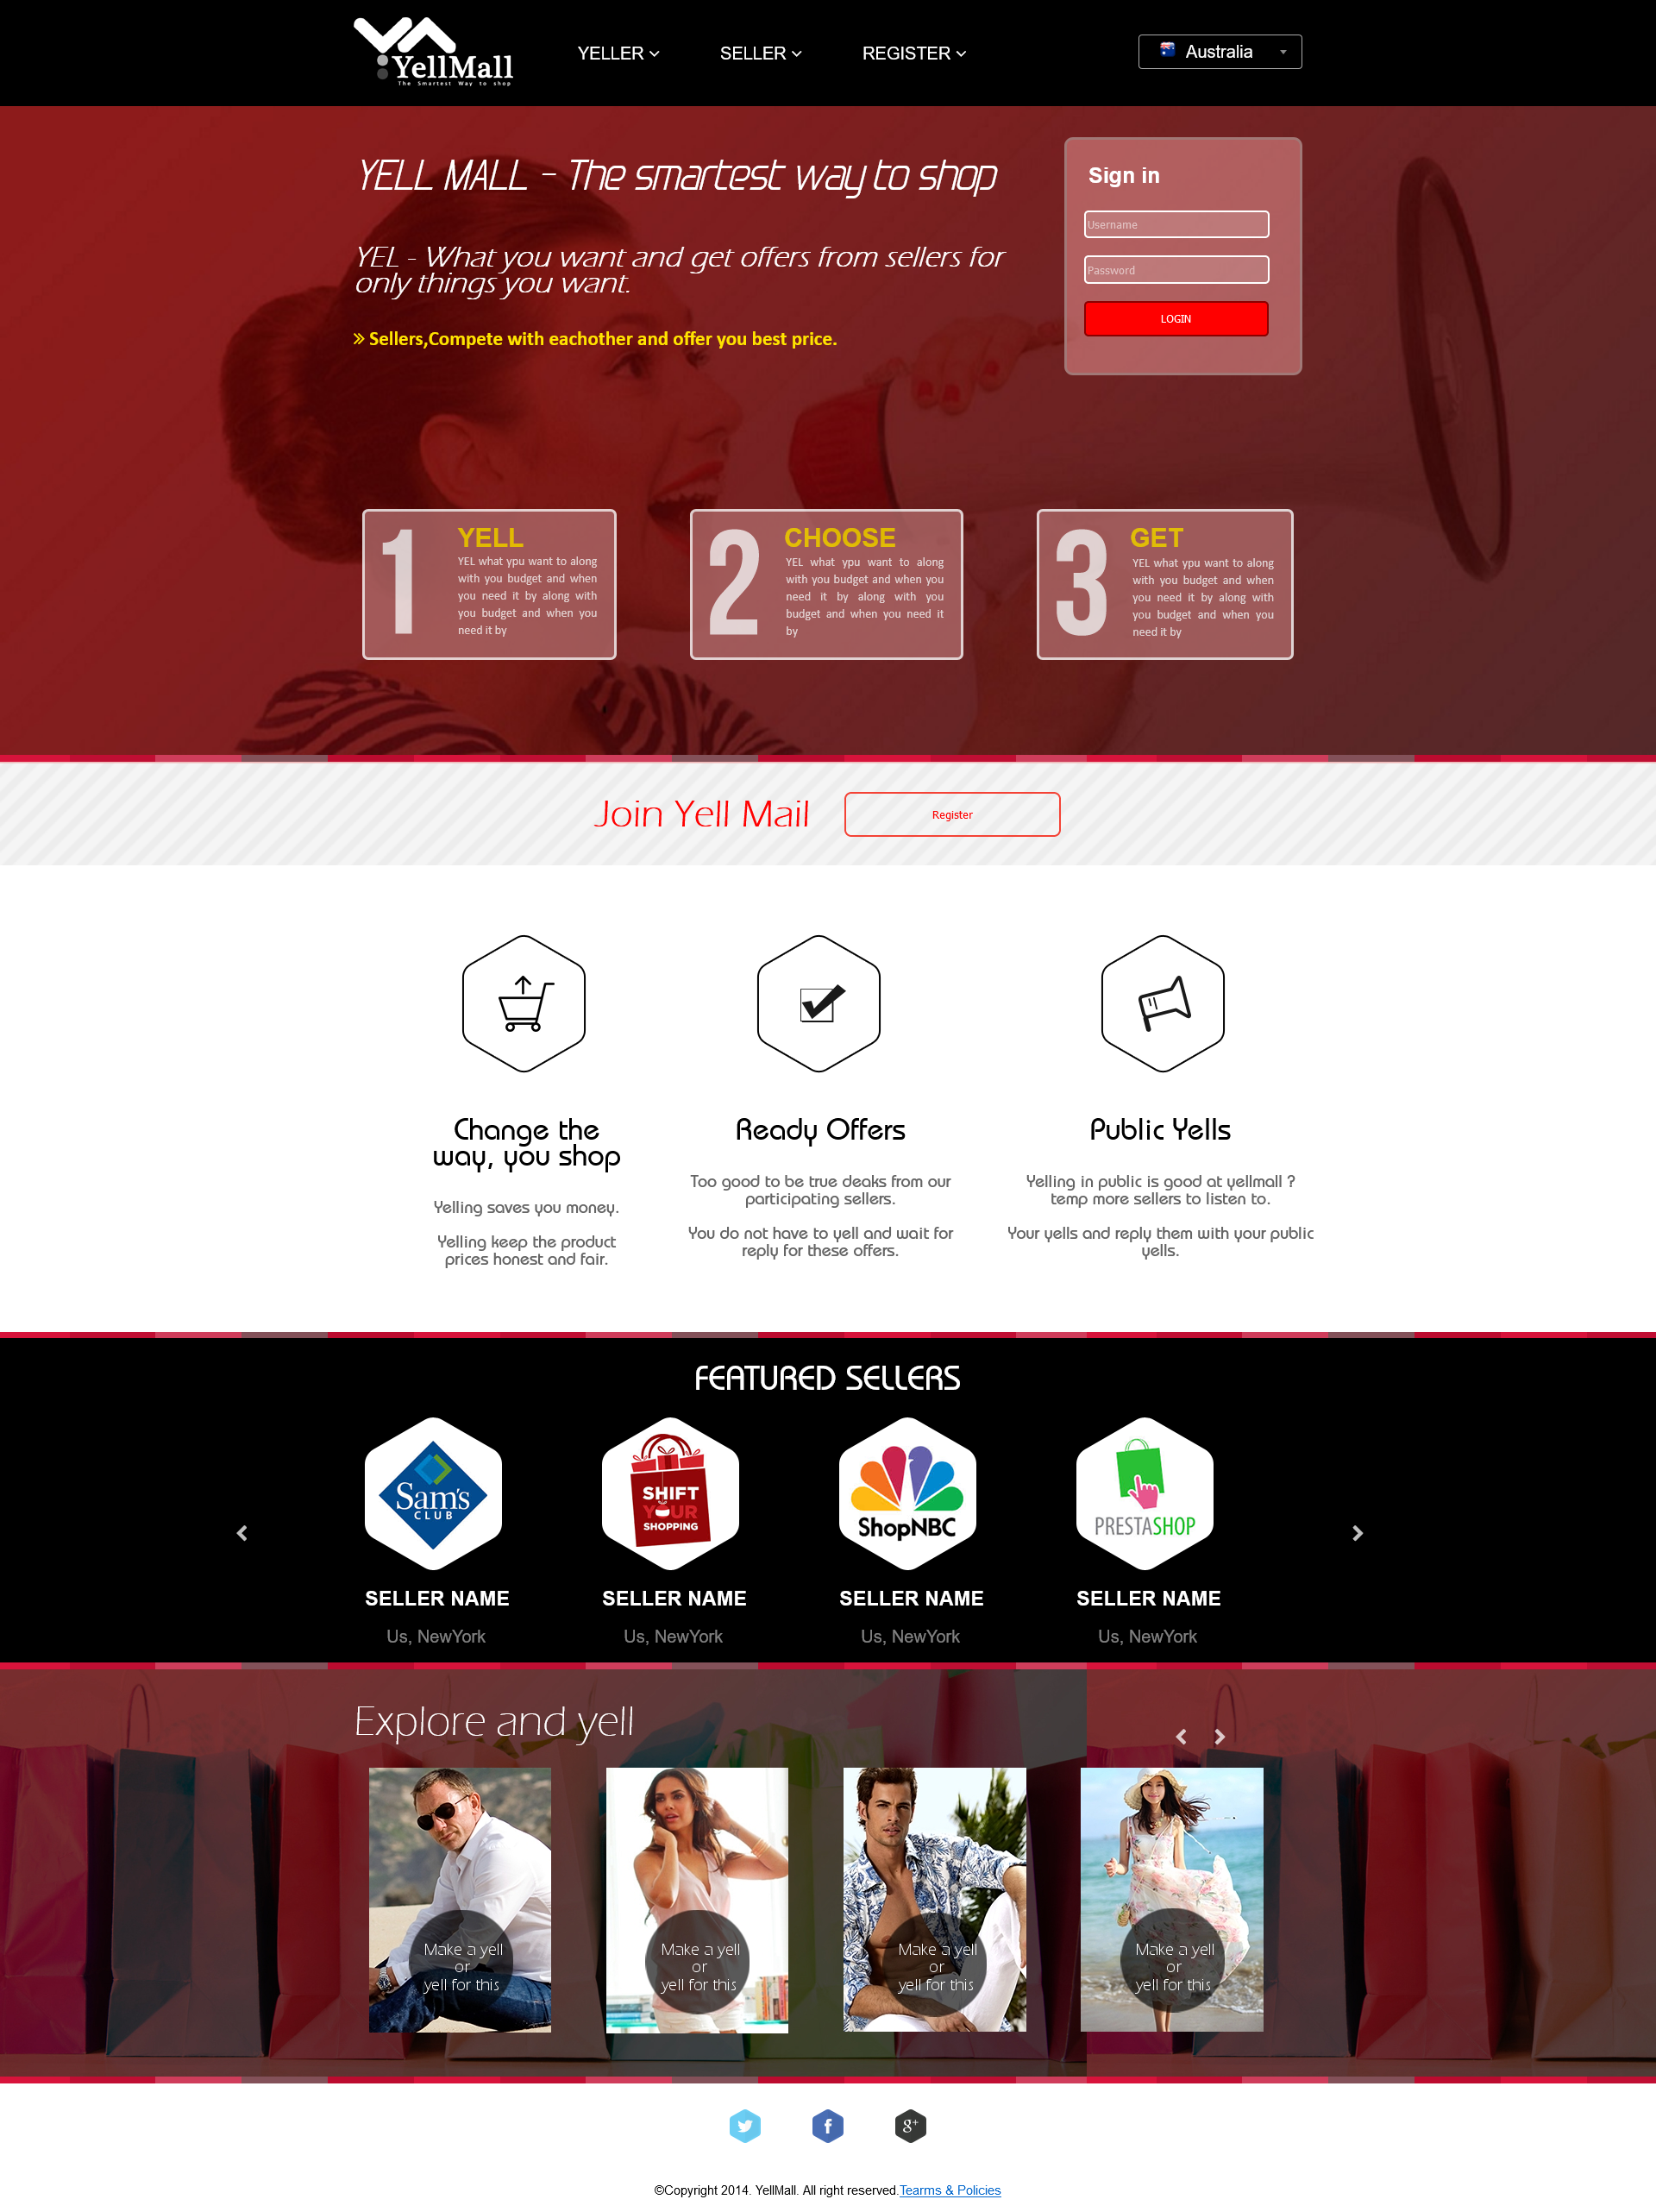 YellMall
The Smartest Way to shop
YELLER
SELLER
REGISTER
Australia
YELL MALL - The smartest way to shop
YEL - What you want and get offers from sellers for
only things you want.
» Sellers,Compete with eachother and offer you best price.
Sign in
Username
Password
LOGIN
1
YELL
YEL what ypu want to along
with you budget and when
you need it by along with
you budget and when you
need it by
2
CHOOSE
YEL what ypu want to along
with you budget and when you
need it by along with you
budget and when you need it
by
3
GET
YEL what ypu want to along
with you budget and when
you need it by along with
you budget and when you
need it by
Join Yell Mail
Register
Change the
way, you shop
Yelling saves you money.
Yelling keep the product
prices honest and fair.
Ready Offers
Too good to be true deaks from our
participating sellers.
You do not have to yell and wait for
reply for these offers.
Public Yells
Yelling in public is good at yellmall ?
temp more sellers to listen to.
Your yells and reply them with your public
yells.
FEATURED SELLERS
Sam's
CLUB
SHIFT
YOUR
SHOPPING
ShopNBC
PRESTASHOP
SELLER NAME
SELLER NAME
SELLER NAME
SELLER NAME
Us, NewYork
Us, NewYork
Us, NewYork
Us, NewYork
Explore and yell
Make a yell
or
yell for this
Make a yell
or
yell for this
Make a yell
or
yell for this
Make a yell
or
yell for this
f
g+
©Copyright 2014. YellMall. All right reserved.Tearms & Policies